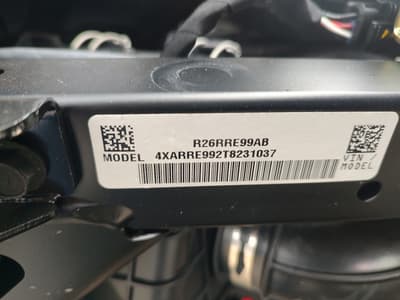 R26RRE99AB
MODEL 4XARRE992T8231037 VIN /
MODEL